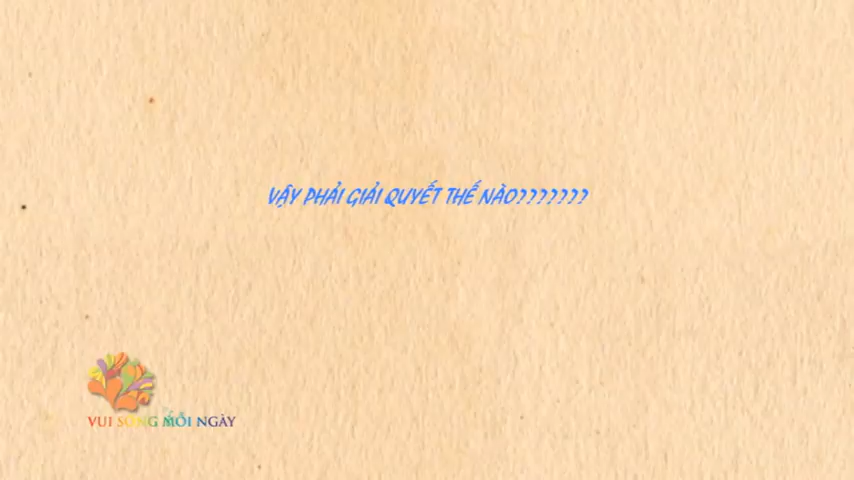 VẬY PHẢI GIẢI QUYẾT THẾ NÀO???????
VUI SỐNG MỖI NGÀY